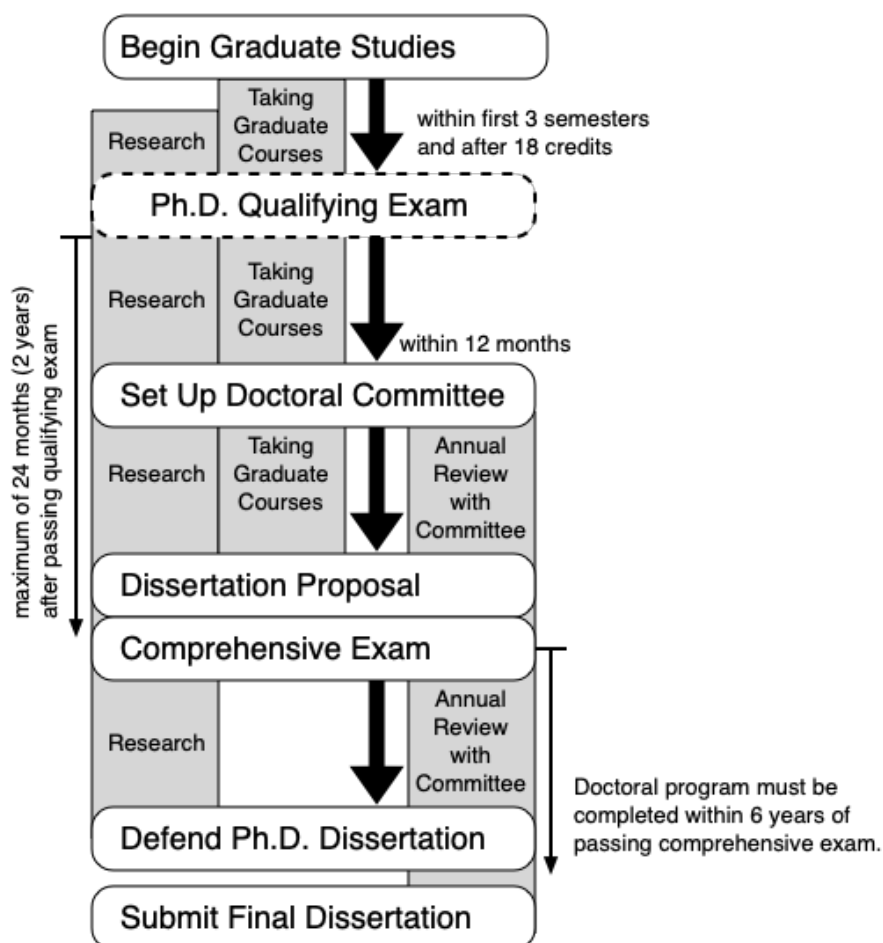 Begin Graduate Studies
Taking
Graduate
Courses
Research
within first 3 semesters
and after 18 credits
Ph.D. Qualifying Exam
maximum of 24 months (2 years)
after passing qualifying exam
Research
Taking
Graduate
Courses
within 12 months
Set Up Doctoral Committee
Research
Taking
Graduate
Courses
Annual
Review
with
Committee
Dissertation Proposal
Comprehensive Exam
Research
Annual
Review
with
Committee
Doctoral program must be
completed within 6 years of
passing comprehensive exam.
Defend Ph.D. Dissertation
Submit Final Dissertation